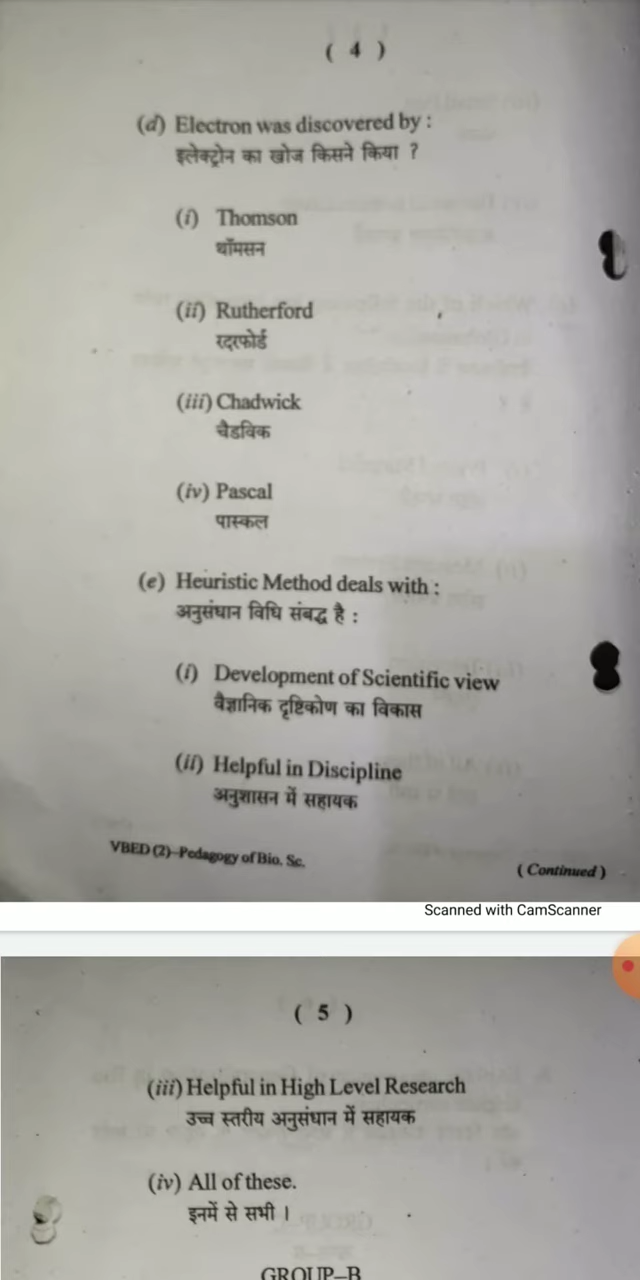 ( 4 )
(d) Electron was discovered by :
इलेक्ट्रोन का खोज किसने किया ?
(i) Thomson
थॉमसन
(ii) Rutherford
रदरफोर्ड
(iii) Chadwick
चैडविक
(iv) Pascal
पास्कल
(e) Heuristic Method deals with :
अनुसंधान विधि संबद्ध है :
(i) Development of Scientific view
वैज्ञानिक दृष्टिकोण का विकास
(ii) Helpful in Discipline
अनुशासन में सहायक
VBED (2)–Pedagogy of Bio. Sc.
( Continued )
Scanned with CamScanner
( 5 )
(iii) Helpful in High Level Research
उच्च स्तरीय अनुसंधान में सहायक
(iv) All of these.
इनमें से सभी ।
GROUP–B